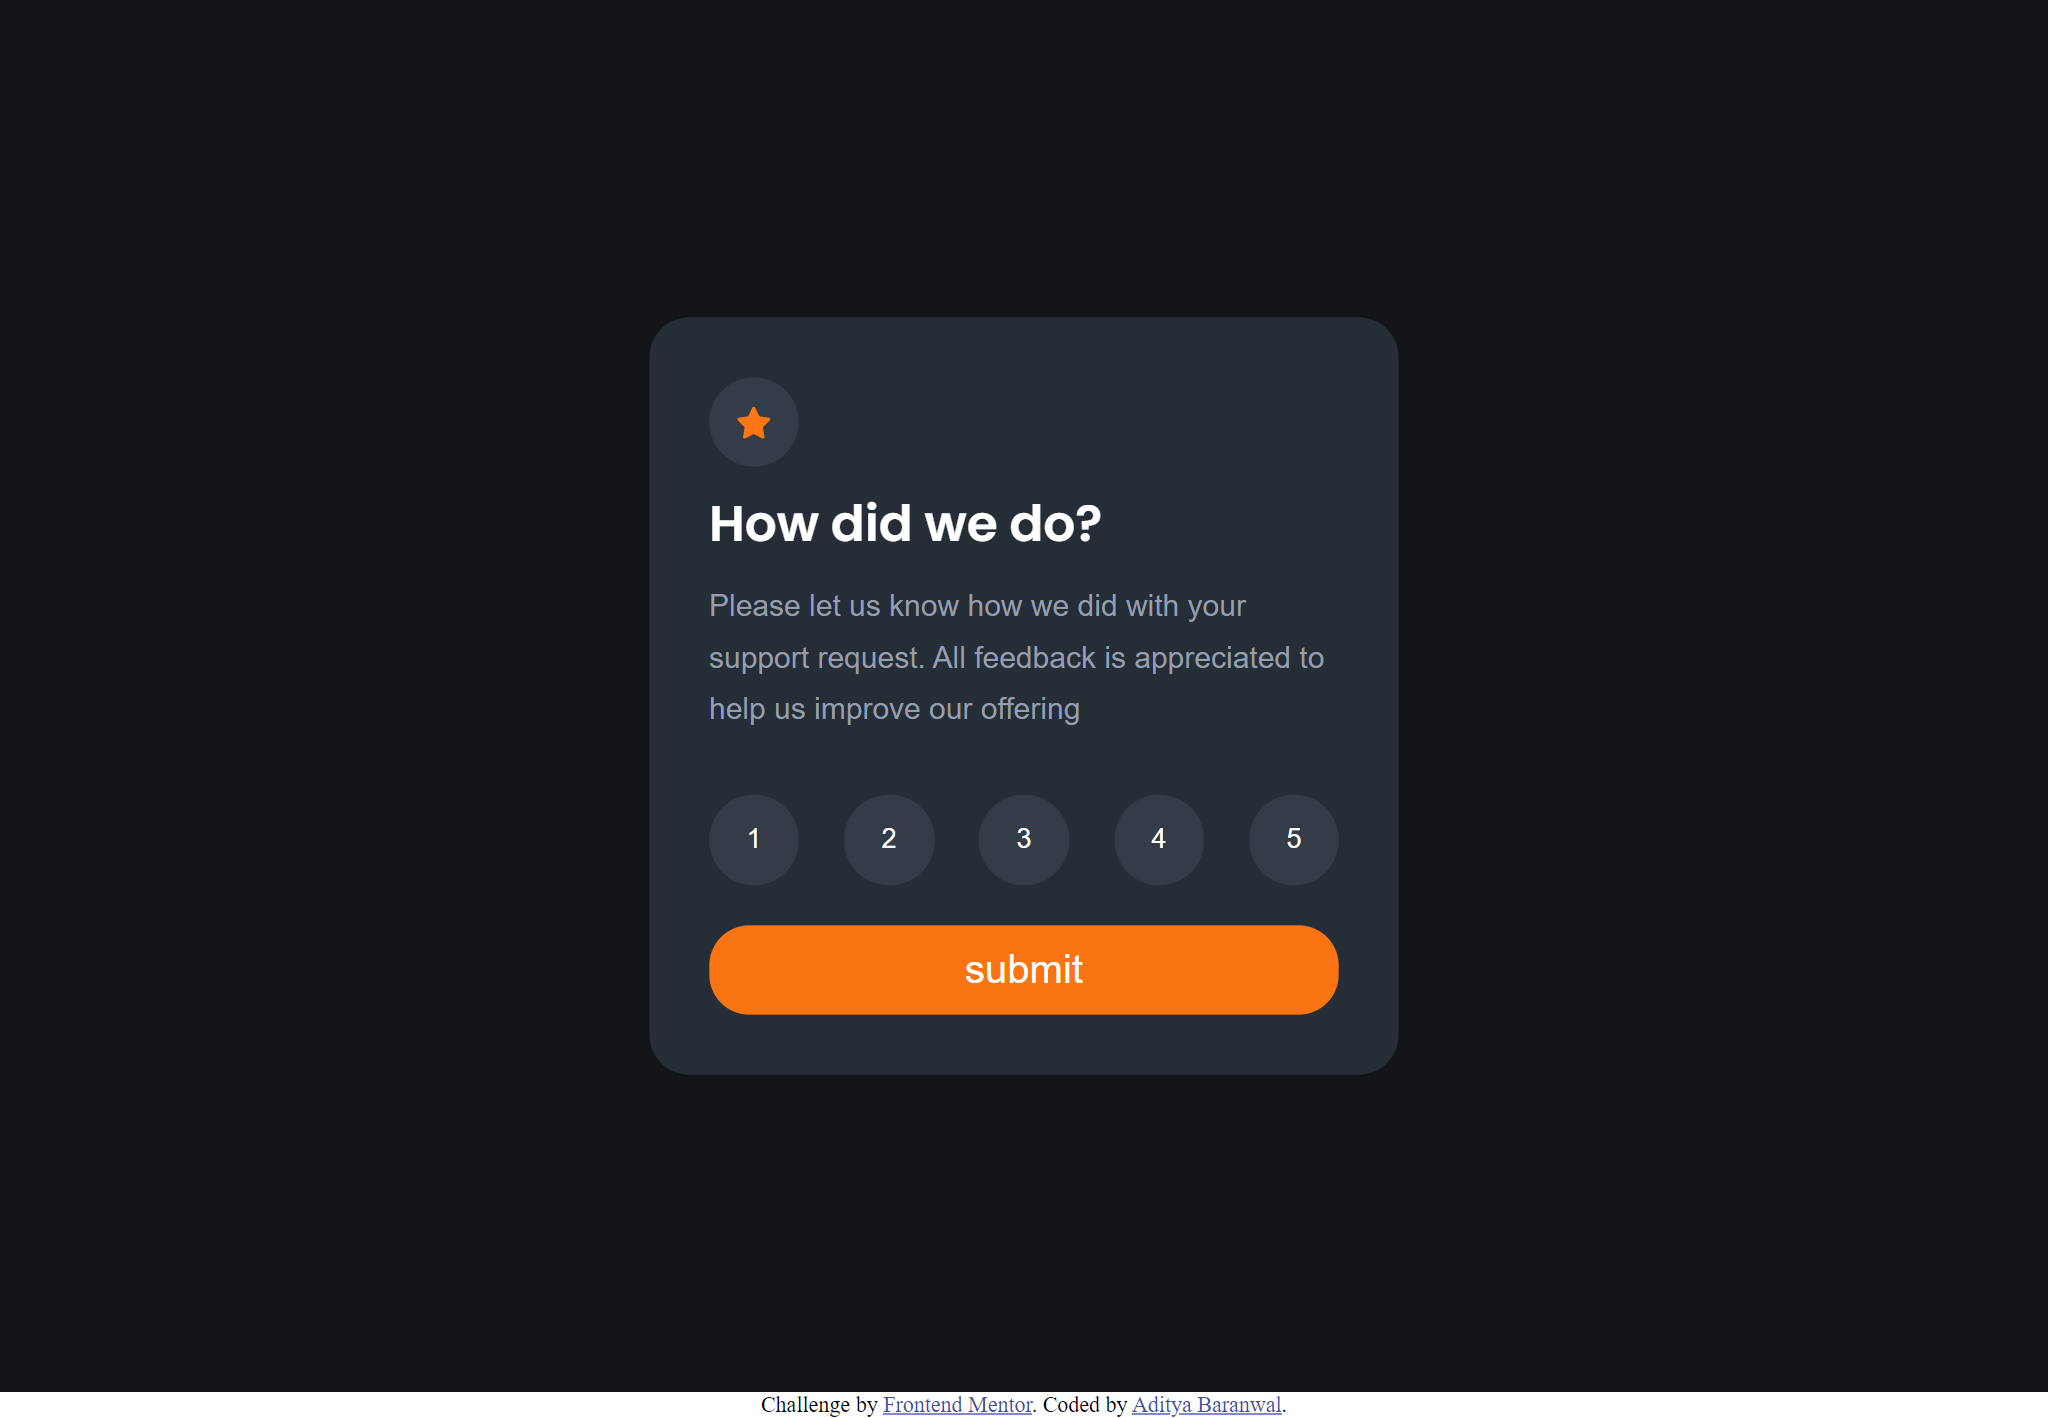 How did we do?
Please let us know how we did with your
support request. All feedback is appreciated to
help us improve our offering
1 2 3 4 5
submit
Challenge by Frontend Mentor. Coded by Aditya Baranwal.